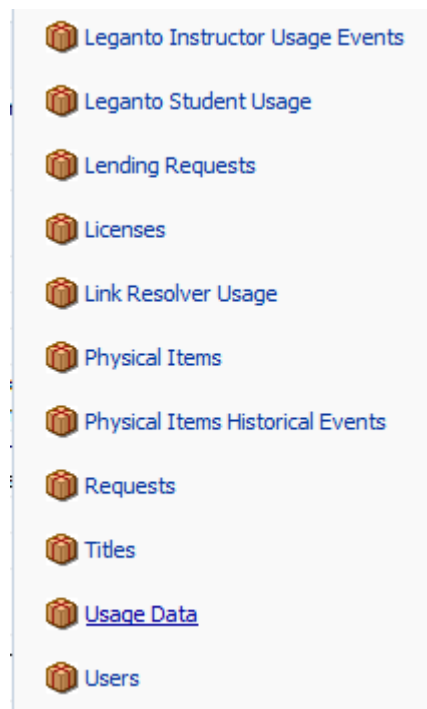 Leganto Instructor Usage Events
Leganto Student Usage
Lending Requests
Licenses
Link Resolver Usage
Physical Items
Physical Items Historical Events
Requests
Titles
Usage Data
Users